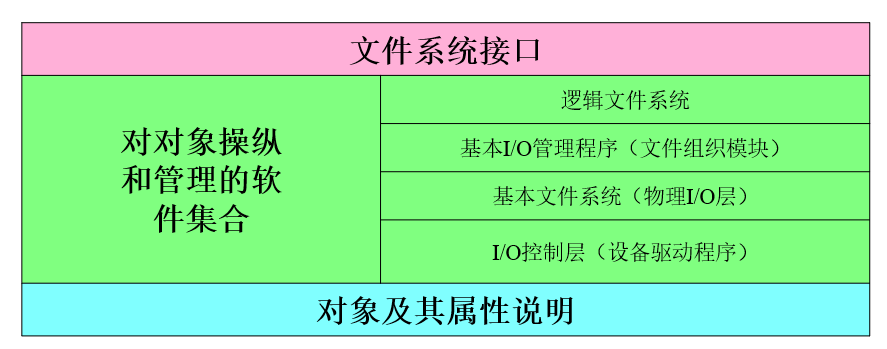 文件系统接口
对对象操纵
和管理的软
件集合
逻辑文件系统
基本I/O管理程序（文件组织模块）
基本文件系统（物理I/O层）
I/O控制层（设备驱动程序）
对象及其属性说明